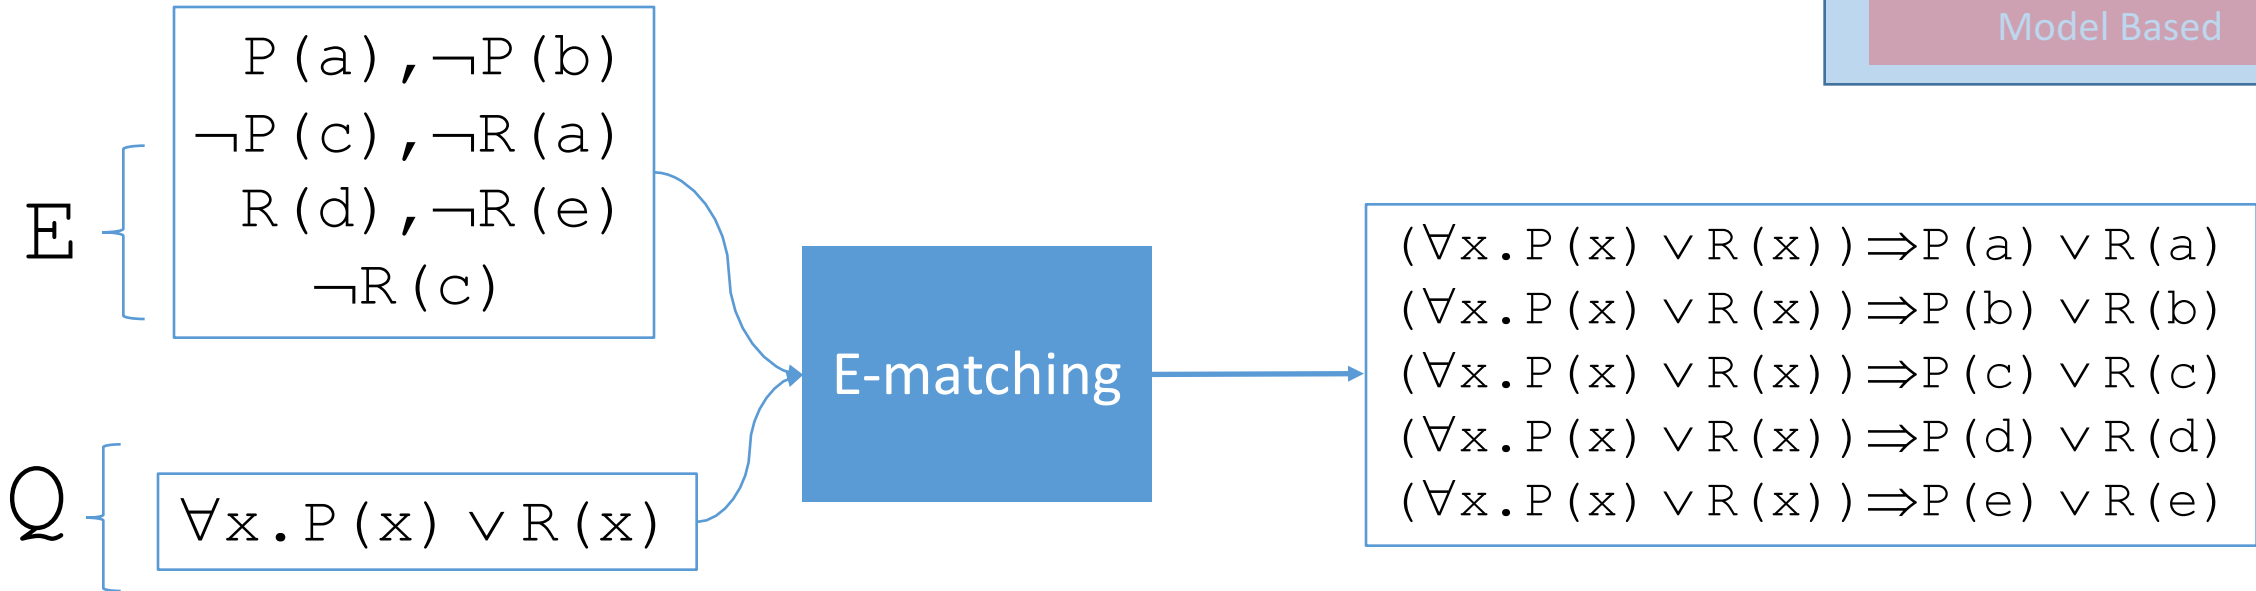 Model Based
P(a),¬P(b)
¬P(c),¬R(a)
R(d),¬R(e)
¬R(c)
E
Q
∀x.P(x)∨R(x)
E-matching
(∀x.P(x)∨R(x))⇒P(a)∨R(a)
(∀x.P(x)∨R(x))⇒P(b)∨R(b)
(∀x.P(x)∨R(x))⇒P(c)∨R(c)
(∀x.P(x)∨R(x))⇒P(d)∨R(d)
(∀x.P(x)∨R(x))⇒P(e)∨R(e)